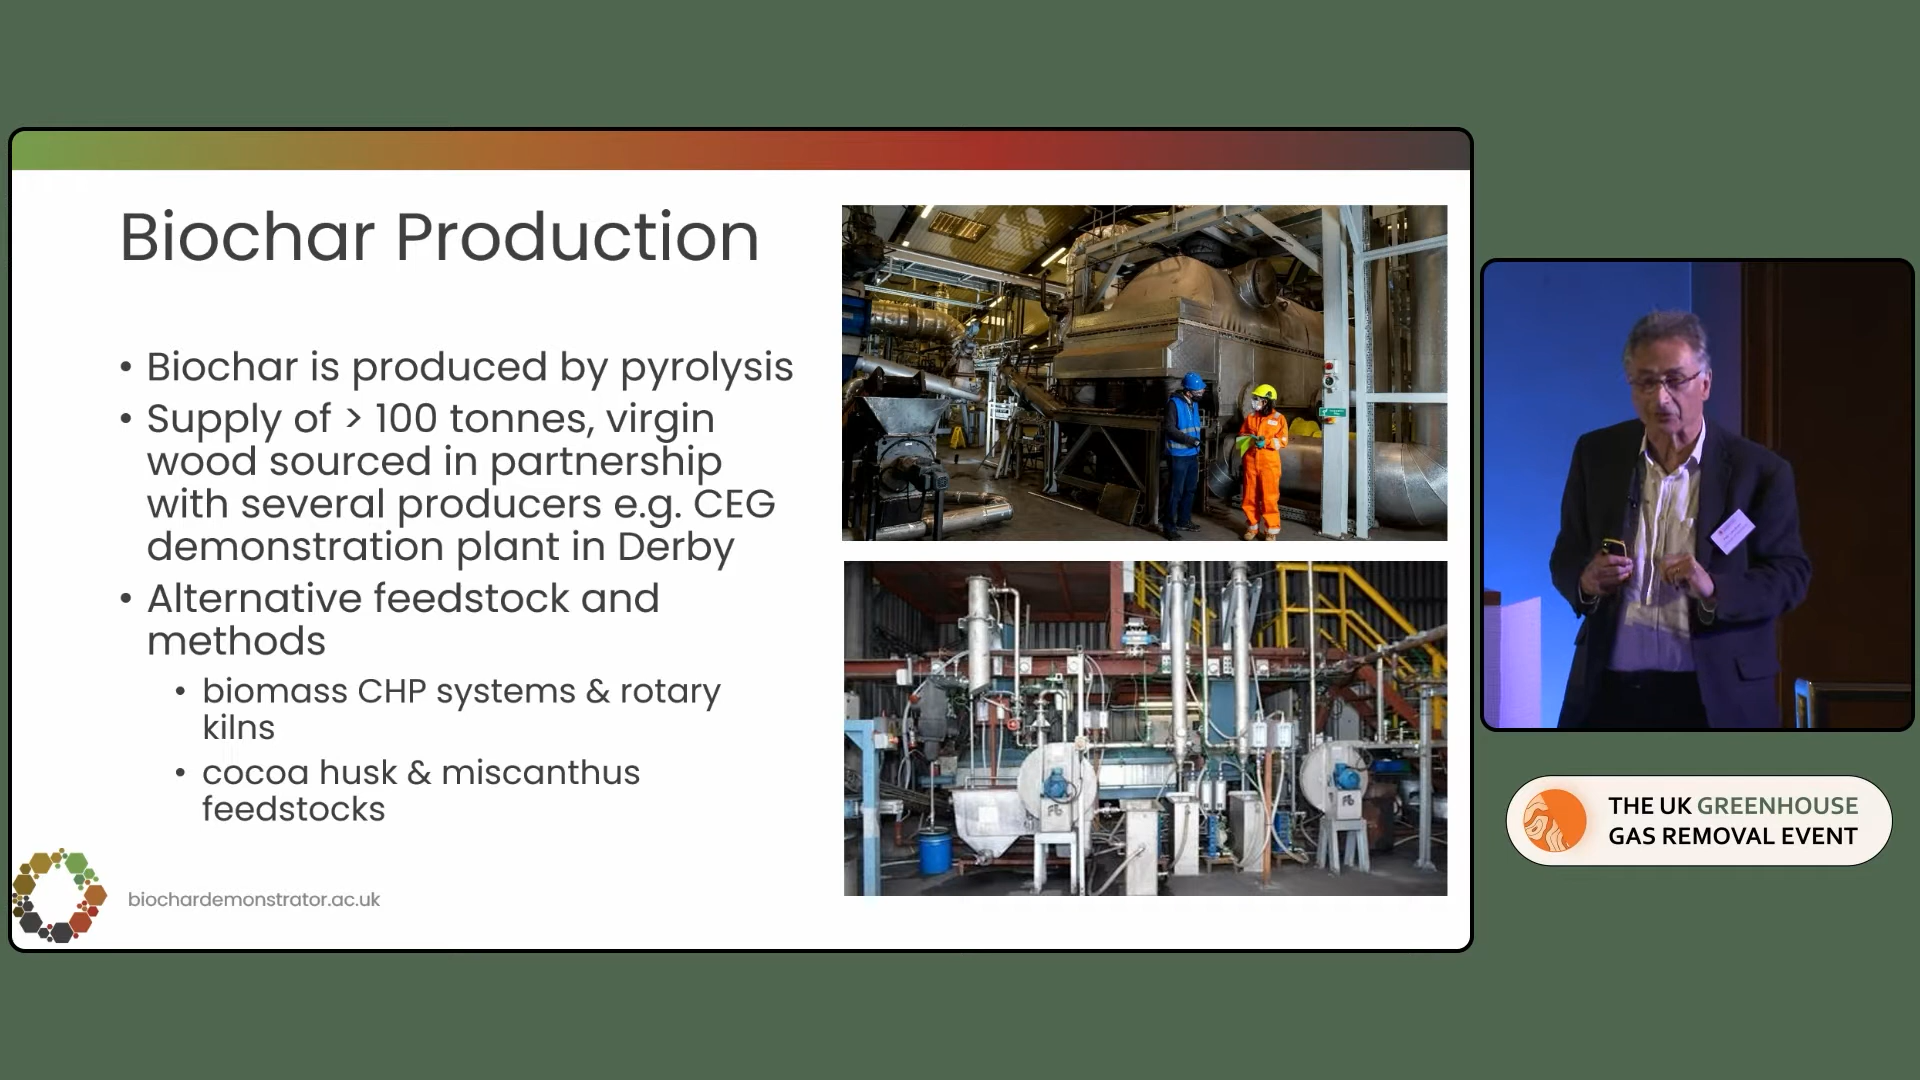 Biochar Production
• Biochar is produced by pyrolysis
• Supply of > 100 tonnes, virgin
wood sourced in partnership
with several producers e.g. CEG
demonstration plant in Derby
• Alternative feedstock and
methods
• biomass CHP systems & rotary
kilns
• cocoa husk & miscanthus
feedstocks
biochardemonstrator.ac.uk
THE UK GREENHOUSE
GAS REMOVAL EVENT